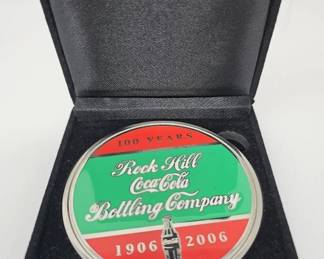 100 YEARS
Rock Hill
Coca-Cola
Bottling Company
1906 2006